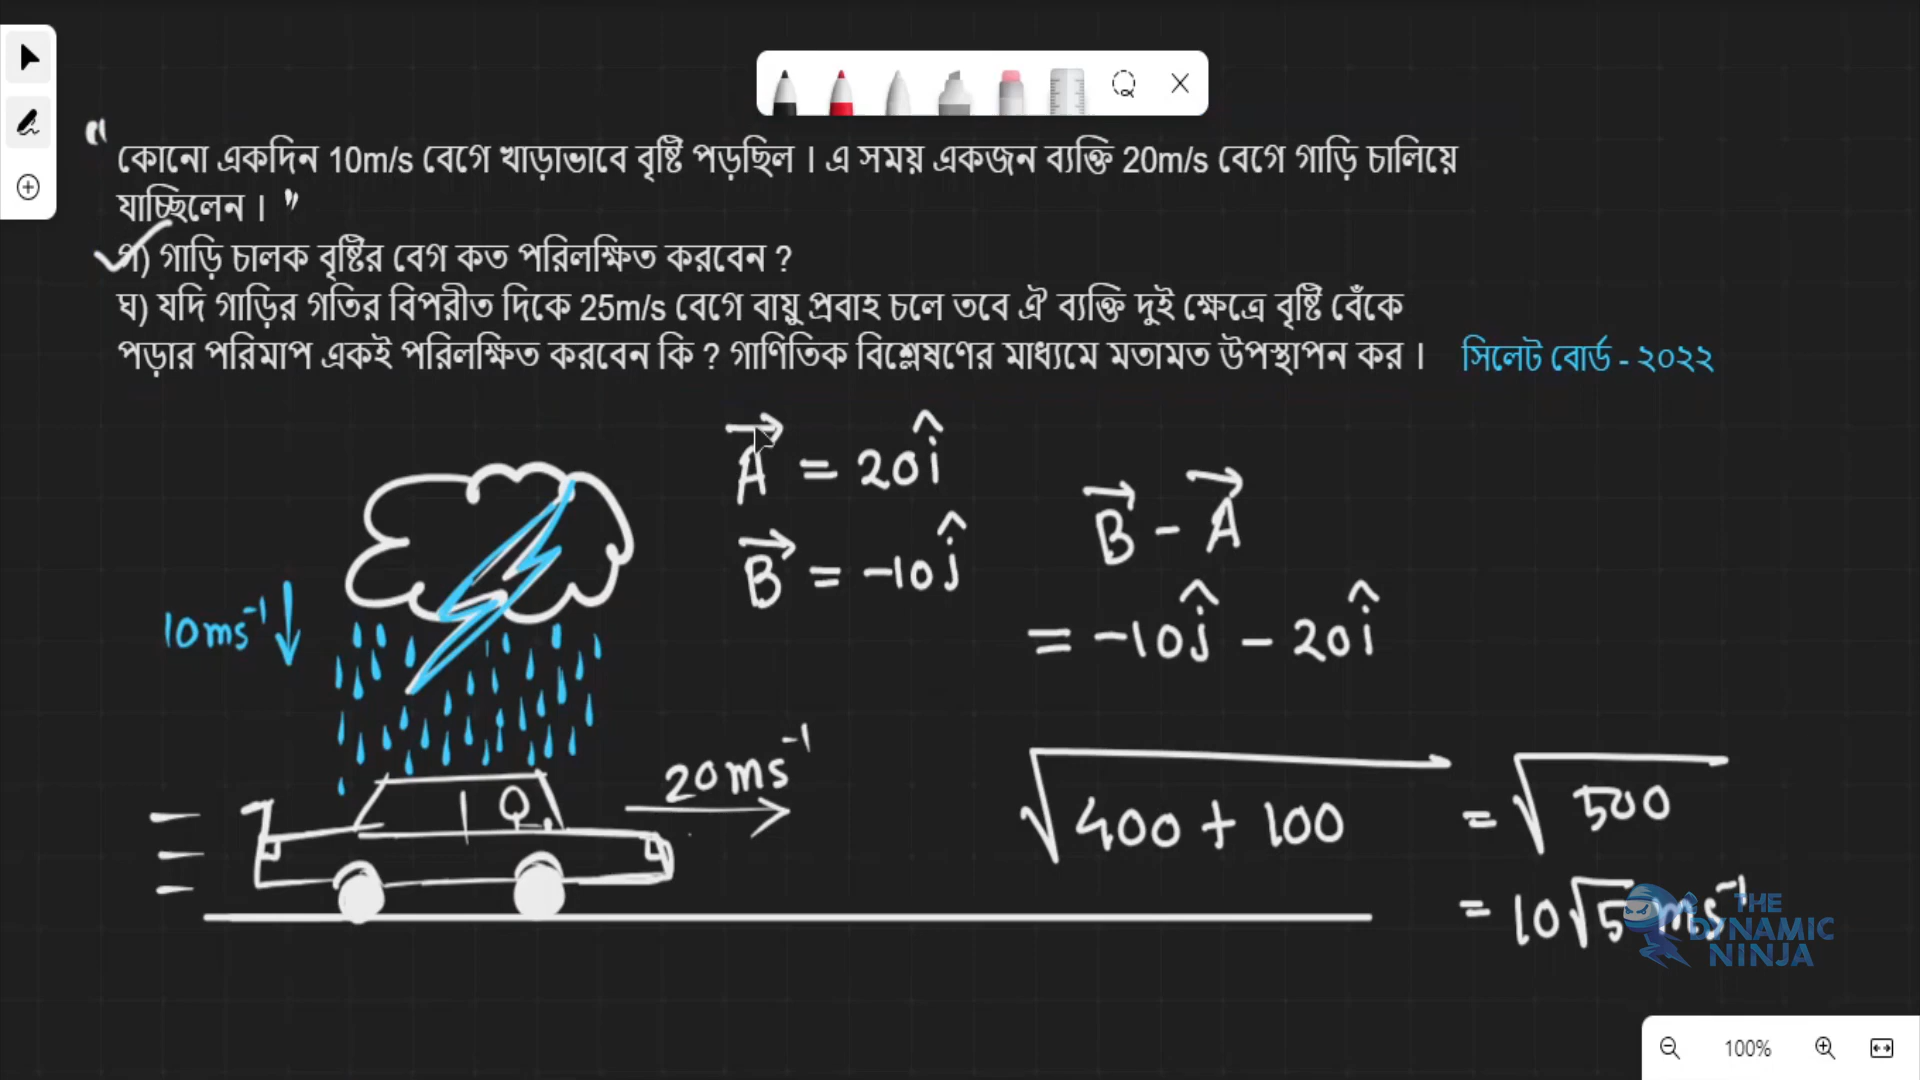 "
কোনো একদিন 10m/s বেগে খাড়াভাবে বৃষ্টি পড়ছিল । এ সময় একজন ব্যক্তি 20m/s বেগে গাড়ি চালিয়ে
যাচ্ছিলেন । "
গ) গাড়ি চালক বৃষ্টির বেগ কত পরিলক্ষিত করবেন ?
ঘ) যদি গাড়ির গতির বিপরীত দিকে 25m/s বেগে বায়ু প্রবাহ চলে তবে ঐ ব্যক্তি দুই ক্ষেত্রে বৃষ্টি বেঁকে
পড়ার পরিমাপ একই পরিলক্ষিত করবেন কি ? গাণিতিক বিশ্লেষণের মাধ্যমে মতামত উপস্থাপন কর ।
সিলেট বোর্ড - ২০২২
A⃗ = 20î
B⃗ = -10ĵ
B⃗ - A⃗
= -10ĵ - 20î
10ms⁻¹
20ms⁻¹
√400 + 100 = √500
= 10√5 ms⁻¹
THE
DYNAMIC
NINJA
100%